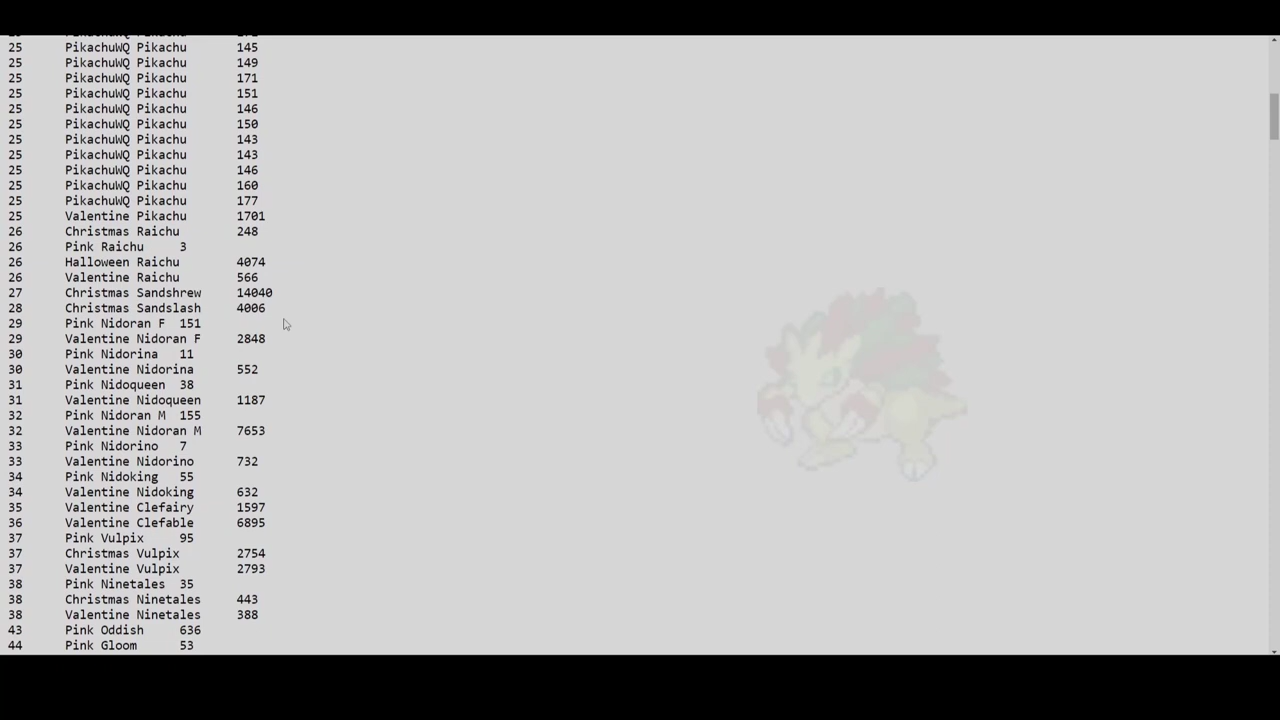 25 PikachuWQ Pikachu 145
25 PikachuWQ Pikachu 149
25 PikachuWQ Pikachu 171
25 PikachuWQ Pikachu 151
25 PikachuWQ Pikachu 146
25 PikachuWQ Pikachu 150
25 PikachuWQ Pikachu 143
25 PikachuWQ Pikachu 143
25 PikachuWQ Pikachu 146
25 PikachuWQ Pikachu 160
25 PikachuWQ Pikachu 177
25 Valentine Pikachu 1701
26 Christmas Raichu 248
26 Pink Raichu 3
26 Halloween Raichu 4074
26 Valentine Raichu 566
27 Christmas Sandshrew 14040
28 Christmas Sandslash 4006
29 Pink Nidoran F 151
29 Valentine Nidoran F 2848
30 Pink Nidorina 11
30 Valentine Nidorina 552
31 Pink Nidoqueen 38
31 Valentine Nidoqueen 1187
32 Pink Nidoran M 155
32 Valentine Nidoran M 7653
33 Pink Nidorino 7
33 Valentine Nidorino 732
34 Pink Nidoking 55
34 Valentine Nidoking 632
35 Valentine Clefairy 1597
36 Valentine Clefable 6895
37 Pink Vulpix 95
37 Christmas Vulpix 2754
37 Valentine Vulpix 2793
38 Pink Ninetales 35
38 Christmas Ninetales 443
38 Valentine Ninetales 388
43 Pink Oddish 636
44 Pink Gloom 53